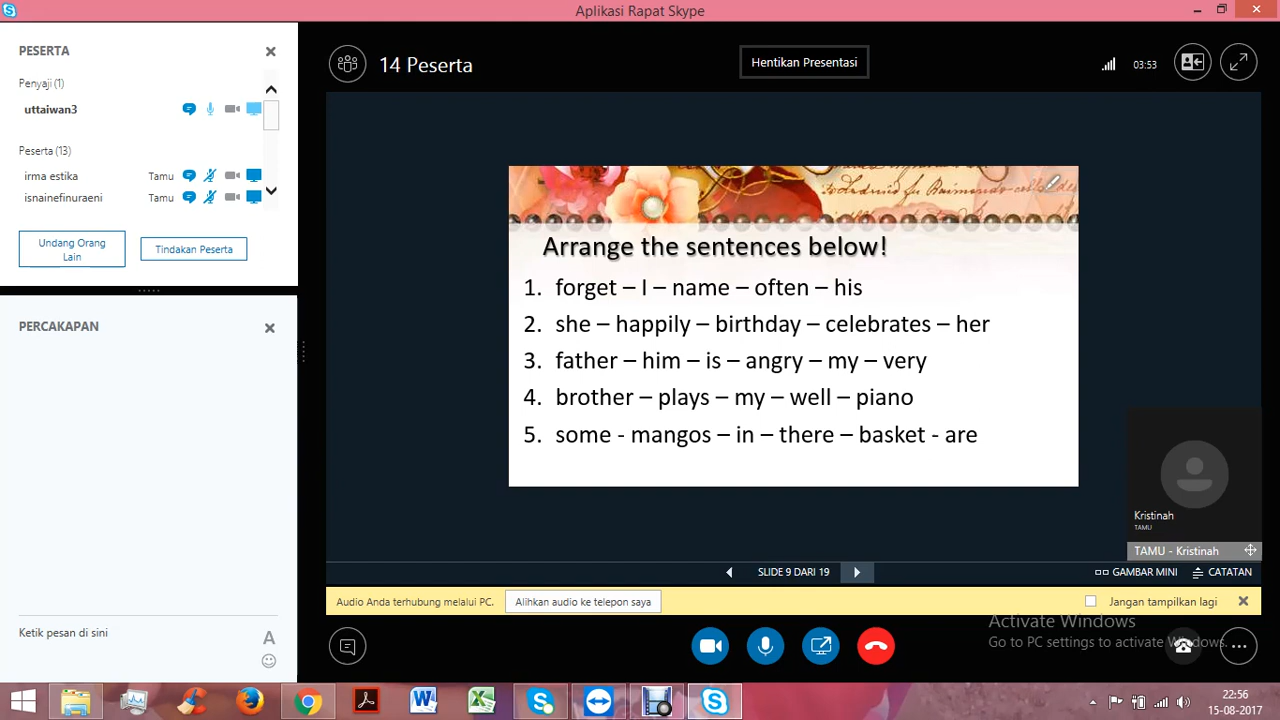 Aplikasi Rapat Skype
PESERTA
Penyaji (1)
uttaiwan3
Peserta (13)
irma estika Tamu
isnainefinuraeni Tamu
Undang Orang
Lain
Tindakan Peserta
PERCAKAPAN
Ketik pesan di sini
A
14 Peserta
Hentikan Presentasi
03:53
Arrange the sentences below!
1. forget – I – name – often – his
2. she – happily – birthday – celebrates – her
3. father – him – is – angry – my – very
4. brother – plays – my – well – piano
5. some - mangos – in – there – basket - are
Kristinah
TAMU
TAMU - Kristinah
SLIDE 9 DARI 19
GAMBAR MINI
CATATAN
Audio Anda terhubung melalui PC.
Alihkan audio ke telepon saya
Jangan tampilkan lagi
Activate Windows
Go to PC settings to activate Windows.
22:56
15-08-2017